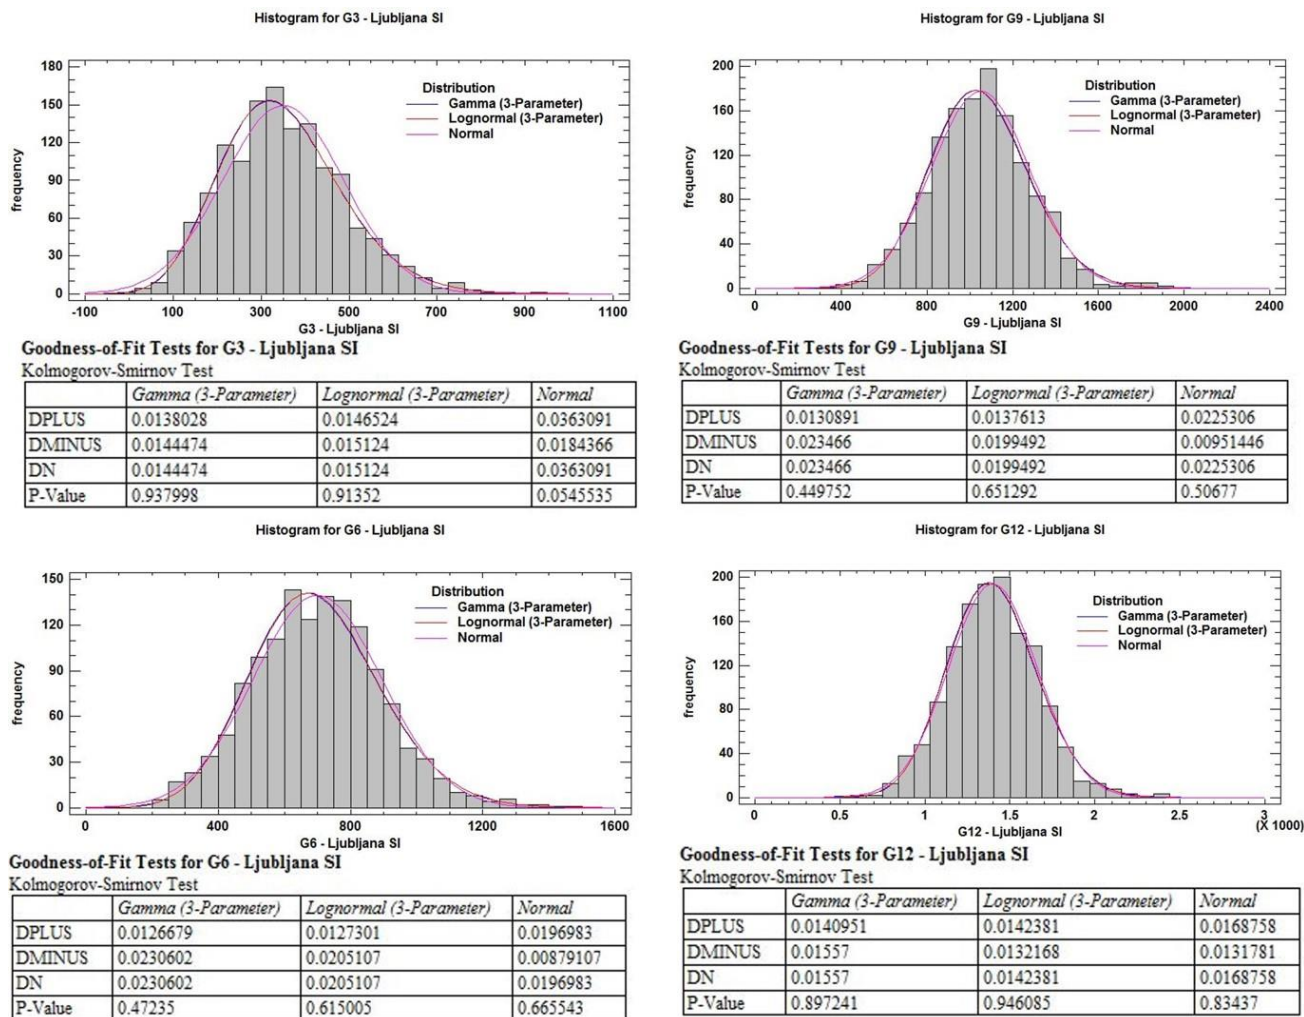 Histogram for G3 - Ljubljana SI
180
150
120
90
60
30
0
frequency
Distribution
Gamma (3-Parameter)
Lognormal (3-Parameter)
Normal
-100 100 300 500 700 900 1100
G3 - Ljubljana SI
Goodness-of-Fit Tests for G3 - Ljubljana SI
Kolmogorov-Smirnov Test
Gamma (3-Parameter) Lognormal (3-Parameter) Normal
DPLUS 0.0138028 0.0146524 0.0363091
DMINUS 0.0144474 0.015124 0.0184366
DN 0.0144474 0.015124 0.0363091
P-Value 0.937998 0.91352 0.0545535
Histogram for G9 - Ljubljana SI
200
160
120
80
40
0
frequency
Distribution
Gamma (3-Parameter)
Lognormal (3-Parameter)
Normal
0 400 800 1200 1600 2000 2400
G9 - Ljubljana SI
Goodness-of-Fit Tests for G9 - Ljubljana SI
Kolmogorov-Smirnov Test
Gamma (3-Parameter) Lognormal (3-Parameter) Normal
DPLUS 0.0130891 0.0137613 0.0225306
DMINUS 0.023466 0.0199492 0.00951446
DN 0.023466 0.0199492 0.0225306
P-Value 0.449752 0.651292 0.50677
Histogram for G6 - Ljubljana SI
150
120
90
60
30
0
frequency
Distribution
Gamma (3-Parameter)
Lognormal (3-Parameter)
Normal
0 400 800 1200 1600
G6 - Ljubljana SI
Goodness-of-Fit Tests for G6 - Ljubljana SI
Kolmogorov-Smirnov Test
Gamma (3-Parameter) Lognormal (3-Parameter) Normal
DPLUS 0.0126679 0.0127301 0.0196983
DMINUS 0.0230602 0.0205107 0.00879107
DN 0.0230602 0.0205107 0.0196983
P-Value 0.47235 0.615005 0.665543
Histogram for G12 - Ljubljana SI
200
160
120
80
40
0
frequency
Distribution
Gamma (3-Parameter)
Lognormal (3-Parameter)
Normal
0 0.5 1 1.5 2 2.5 3
(X 1000)
G12 - Ljubljana SI
Goodness-of-Fit Tests for G12 - Ljubljana SI
Kolmogorov-Smirnov Test
Gamma (3-Parameter) Lognormal (3-Parameter) Normal
DPLUS 0.0140951 0.0142381 0.0168758
DMINUS 0.01557 0.0132168 0.0131781
DN 0.01557 0.0142381 0.0168758
P-Value 0.897241 0.946085 0.83437